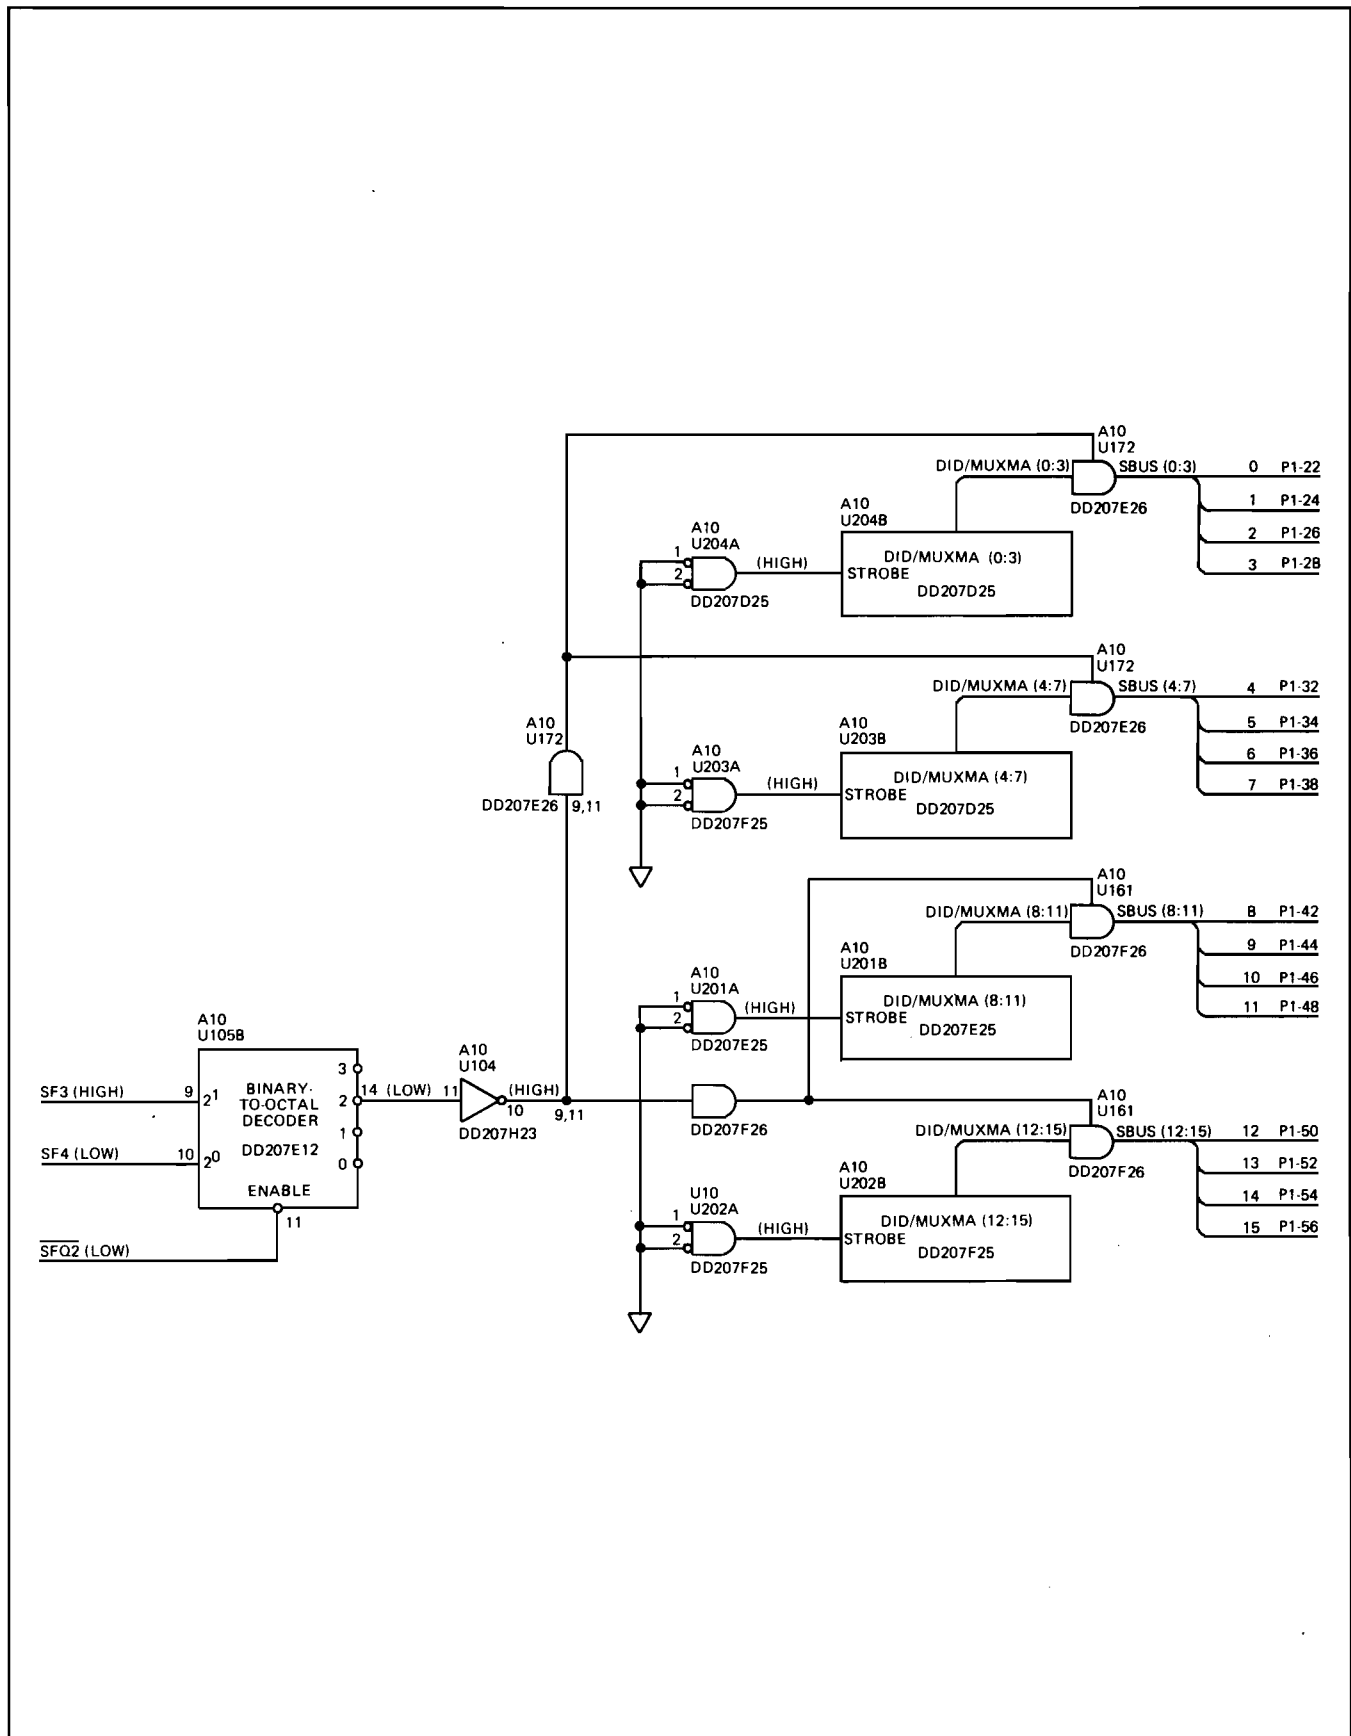 A10
U172
DID/MUXMA (0:3)
SBUS (0:3)
0 P1-22
1 P1-24
2 P1-26
3 P1-28
DD207E26
A10
U204B
DID/MUXMA (0:3)
STROBE
DD207D25
A10
U204A
1
2
(HIGH)
DD207D25
A10
U172
DID/MUXMA (4:7)
SBUS (4:7)
4 P1-32
5 P1-34
6 P1-36
7 P1-38
DD207E26
A10
U203B
DID/MUXMA (4:7)
STROBE
DD207D25
A10
U172
DD207E26
9,11
A10
U203A
1
2
(HIGH)
DD207F25
A10
U161
DID/MUXMA (8:11)
SBUS (8:11)
8 P1-42
9 P1-44
10 P1-46
11 P1-48
DD207F26
A10
U201B
DID/MUXMA (8:11)
STROBE
DD207E25
A10
U201A
1
2
(HIGH)
DD207E25
A10
U105B
SF3 (HIGH)
9
2¹
BINARY-
TO-OCTAL
DECODER
DD207E12
3
2
1
0
14 (LOW)
SF4 (LOW)
10
2⁰
ENABLE
11
SFQ2 (LOW)
A10
U104
11
(HIGH)
10
DD207H23
9,11
DD207F26
A10
U161
DID/MUXMA (12:15)
SBUS (12:15)
12 P1-50
13 P1-52
14 P1-54
15 P1-56
DD207F26
A10
U202B
DID/MUXMA (12:15)
STROBE
DD207F25
U10
U202A
1
2
(HIGH)
DD207F25